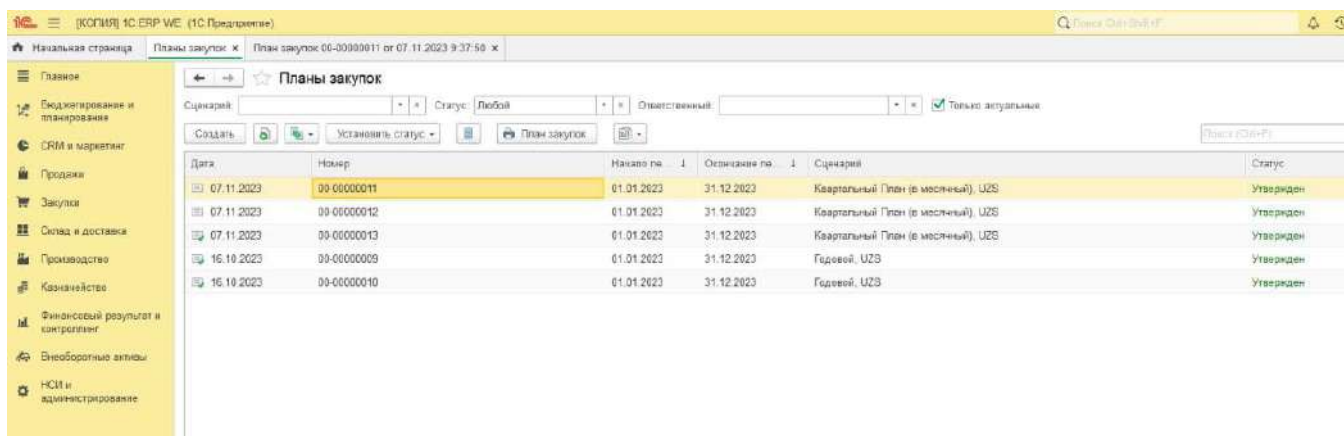 1С [КОПИЯ] 1С:ERP WE (1С:Предприятие) Поиск Ctrl+Shift+F
Начальная страница Планы закупок × План закупок 00-00000011 от 07.11.2023 9:37:50 ×
Главное
Бюджетирование и
планирование
CRM и маркетинг
Продажи
Закупки
Склад и доставка
Производство
Казначейство
Финансовый результат и
контроллинг
Внеоборотные активы
НСИ и
администрирование
Планы закупок
Сценарий: Статус: Любой Ответственный: Только актуальные
Создать Установить статус План закупок Поиск (Ctrl+F)
Дата Номер Начало пе... ↓ Окончание пе... ↓ Сценарий Статус
07.11.2023 00-00000011 01.01.2023 31.12.2023 Квартальный План (в месячный), UZS Утвержден
07.11.2023 00-00000012 01.01.2023 31.12.2023 Квартальный План (в месячный), UZS Утвержден
07.11.2023 00-00000013 01.01.2023 31.12.2023 Квартальный План (в месячный), UZS Утвержден
16.10.2023 00-00000009 01.01.2023 31.12.2023 Годовой, UZS Утвержден
16.10.2023 00-00000010 01.01.2023 31.12.2023 Годовой, UZS Утвержден